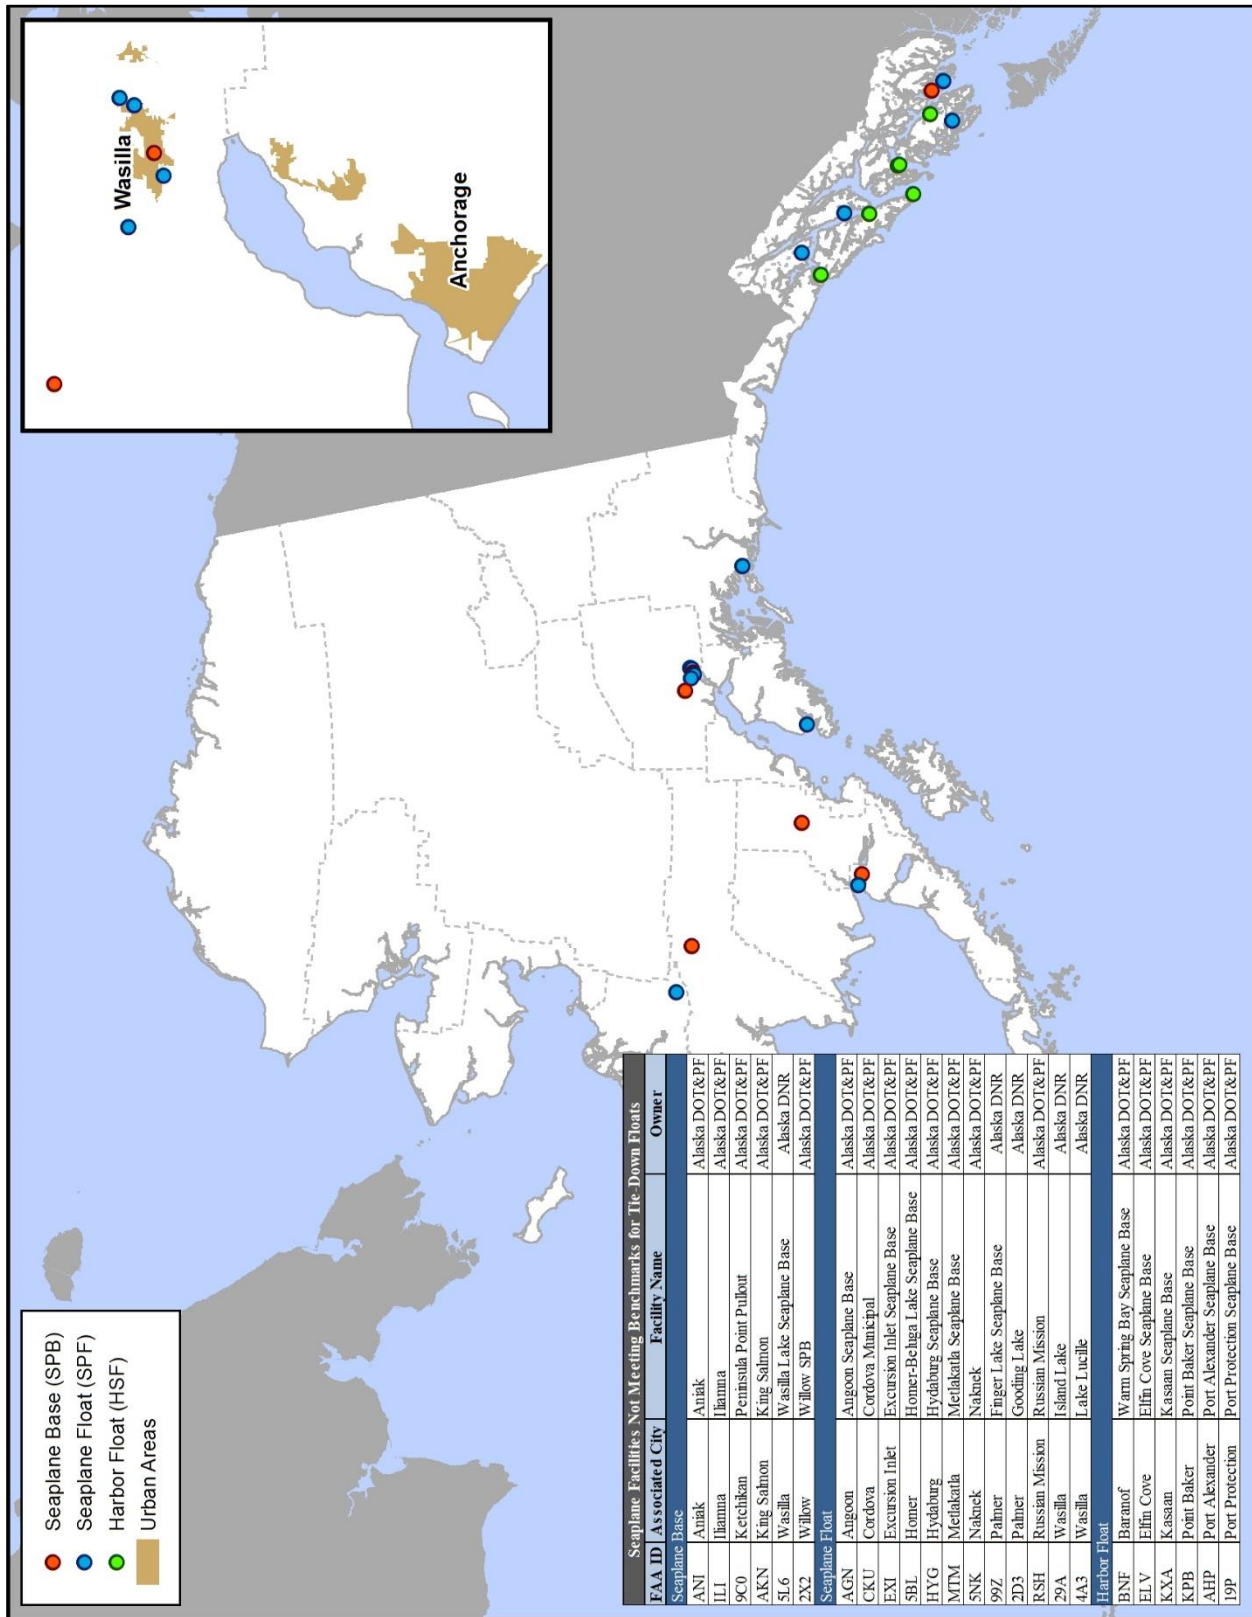 Seaplane Base (SPB)
Seaplane Float (SPF)
Harbor Float (HSF)
Urban Areas
Wasilla
Anchorage
Seaplane Facilities Not Meeting Benchmarks for Tie-Down Floats
FAA ID Associated City Facility Name Owner
Seaplane Base
ANI Aniak Aniak Alaska DOT&PF
ILI Iliamna Iliamna Alaska DOT&PF
9C0 Ketchikan Peninsula Point Pullout Alaska DOT&PF
AKN King Salmon King Salmon Alaska DOT&PF
5L6 Wasilla Wasilla Lake Seaplane Base Alaska DNR
2X2 Willow Willow SPB Alaska DOT&PF
Seaplane Float
AGN Angoon Angoon Seaplane Base Alaska DOT&PF
CKU Cordova Cordova Municipal Alaska DOT&PF
EXI Excursion Inlet Excursion Inlet Seaplane Base Alaska DOT&PF
5BL Homer Homer-Beluga Lake Seaplane Base Alaska DOT&PF
HYG Hydaburg Hydaburg Seaplane Base Alaska DOT&PF
MTM Metlakatla Metlakatla Seaplane Base Alaska DOT&PF
5NK Naknek Naknek Alaska DOT&PF
99Z Palmer Finger Lake Seaplane Base Alaska DNR
2D3 Palmer Gooding Lake Alaska DNR
RSH Russian Mission Russian Mission Alaska DOT&PF
29A Wasilla Island Lake Alaska DNR
4A3 Wasilla Lake Lucille Alaska DNR
Harbor Float
BNF Baranof Warm Spring Bay Seaplane Base Alaska DOT&PF
ELV Elfin Cove Elfin Cove Seaplane Base Alaska DOT&PF
KXA Kasaan Kasaan Seaplane Base Alaska DOT&PF
KPB Point Baker Point Baker Seaplane Base Alaska DOT&PF
AHP Port Alexander Port Alexander Seaplane Base Alaska DOT&PF
19P Port Protection Port Protection Seaplane Base Alaska DOT&PF